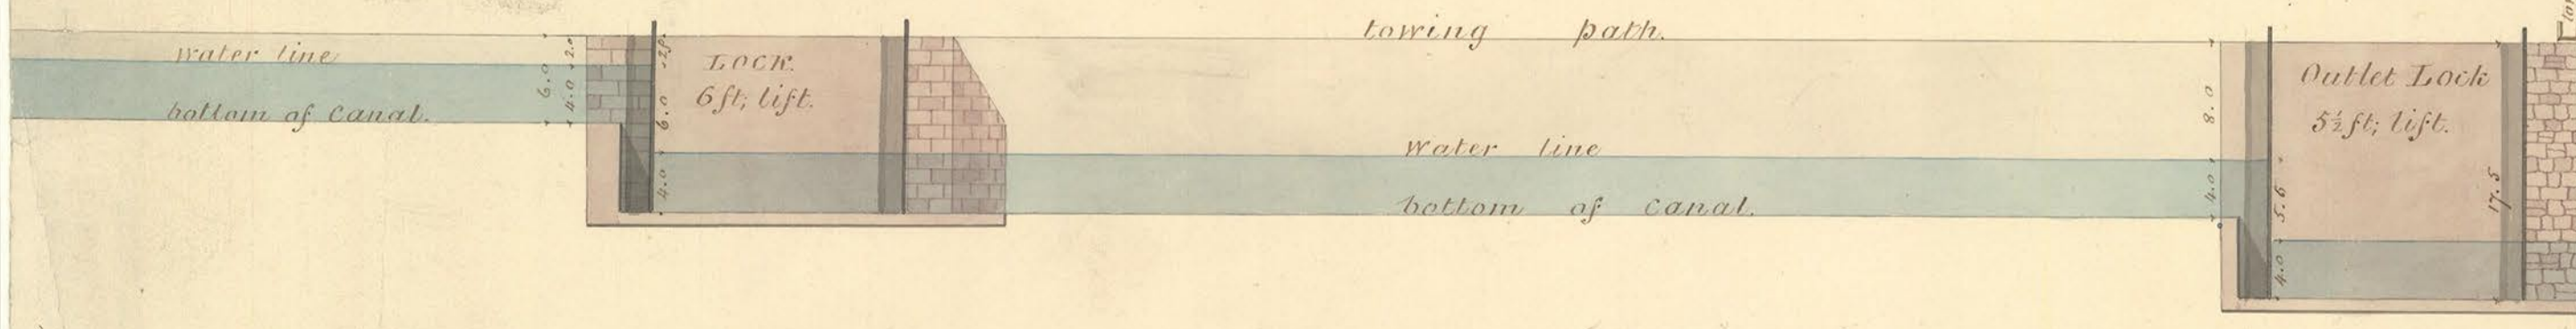 towing path.
water line
bottom of canal.
6.0
2.0
4.0
LOCK.
6 ft; lift.
6.0
4.0
Water line
bottom of canal.
8.0
4.0
Outlet Lock
5½ ft; lift.
5.6
4.0
17.5